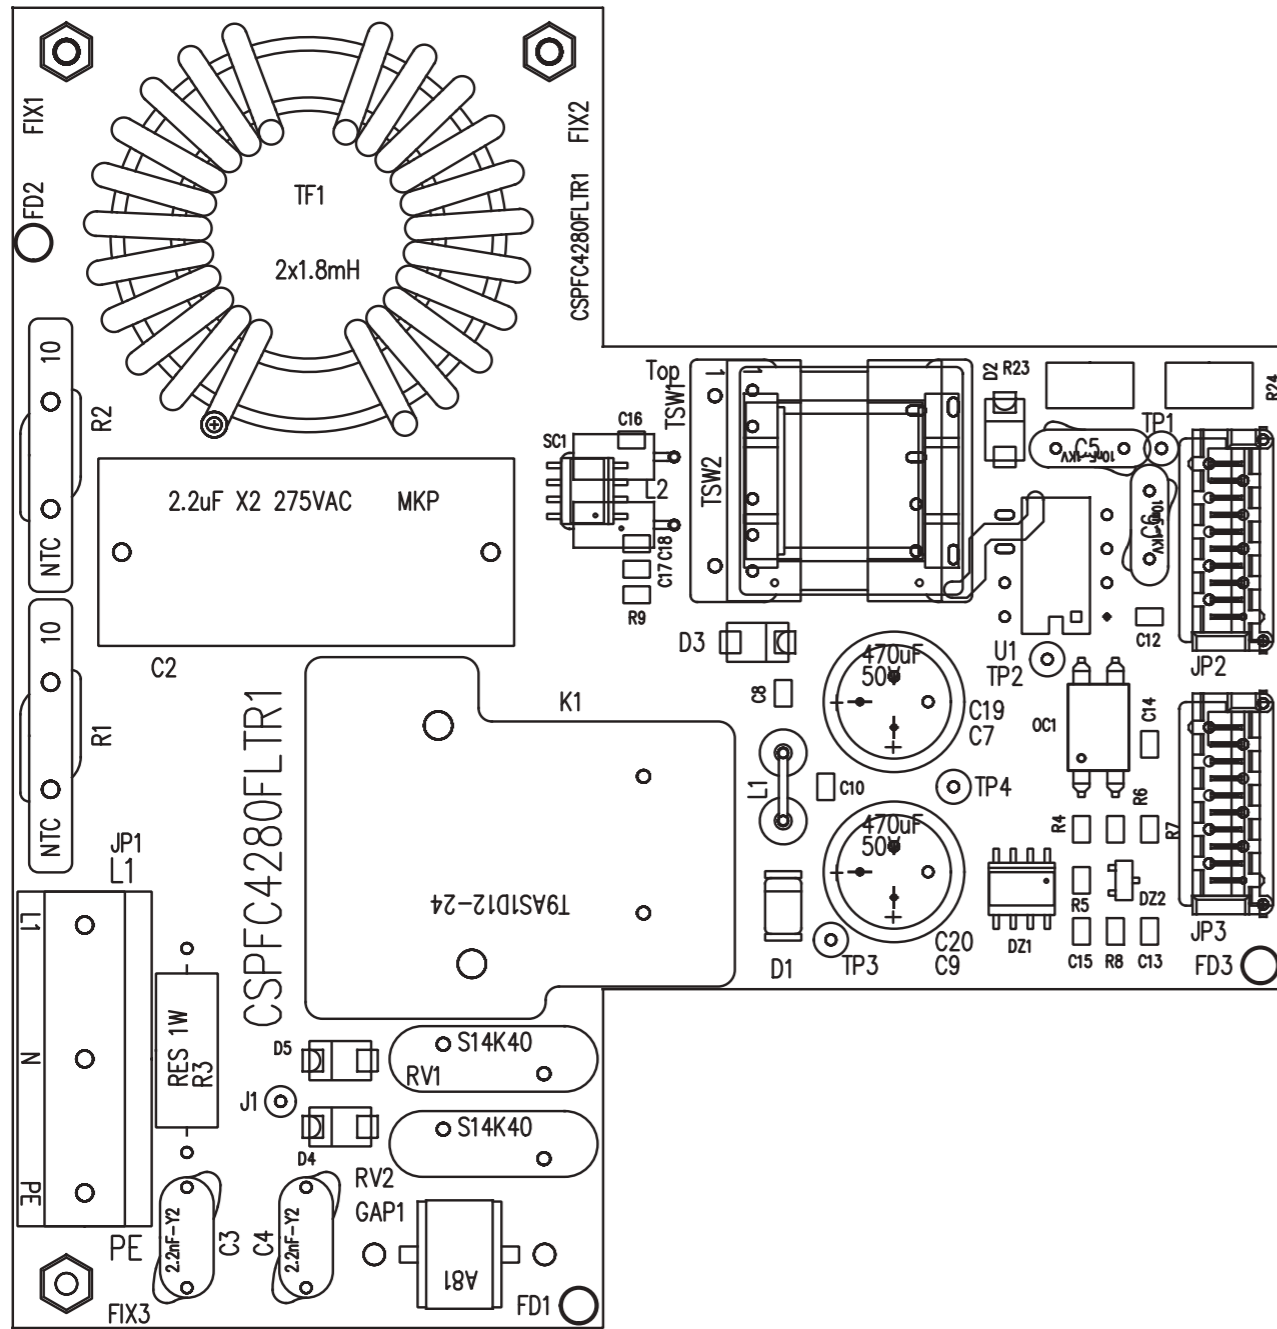 FIX1
FD2
TF1
2x1.8mH
FIX2
CSPFC4280FLTR1
10
NTC
R2
2.2uF X2 275VAC MKP
C2
10
NTC
R1
Top
TSW1
TSW2
C16
SC1
L2
C18
C17
R9
D2
R23
R24
TP1
C5
10nF-1KV
10nF-1KV
C12
U1
TP2
JP2
D3
C8
470uF
50V
C19
C7
K1
T9AS1D12-24
CSPFC4280FLTR1
OC1
C14
L1
C10
TP4
R4
R6
R7
470uF
50V
C20
C9
D1
TP3
DZ1
R5
DZ2
C15
R8
C13
JP3
FD3
JP1
L1
L1
N
PE
PE
RES 1W
R3
D5
S14K40
RV1
J1
D4
S14K40
RV2
GAP1
A81
2.2nF-Y2
C3
C4
2.2nF-Y2
FIX3
FD1